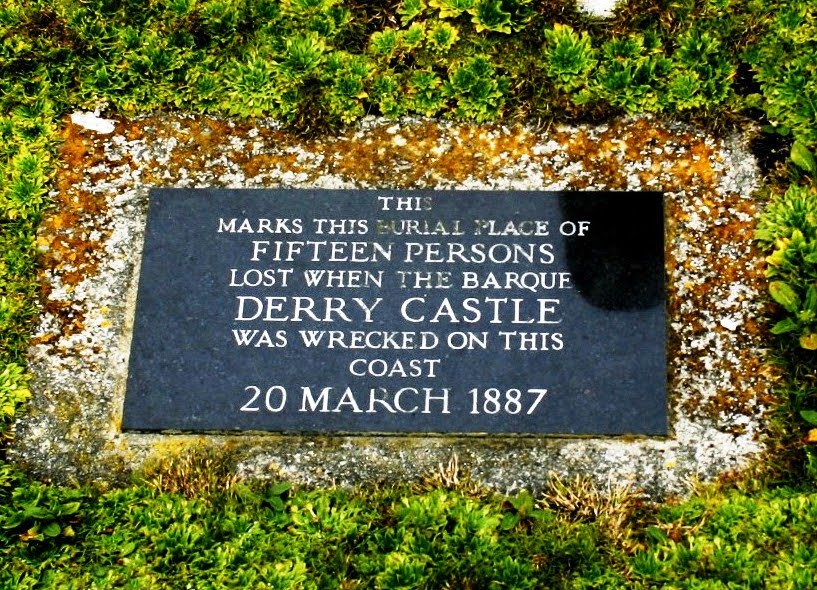 THIS
MARKS THIS BURIAL PLACE OF
FIFTEEN PERSONS
LOST WHEN THE BARQUE
DERRY CASTLE
WAS WRECKED ON THIS
COAST
20 MARCH 1887